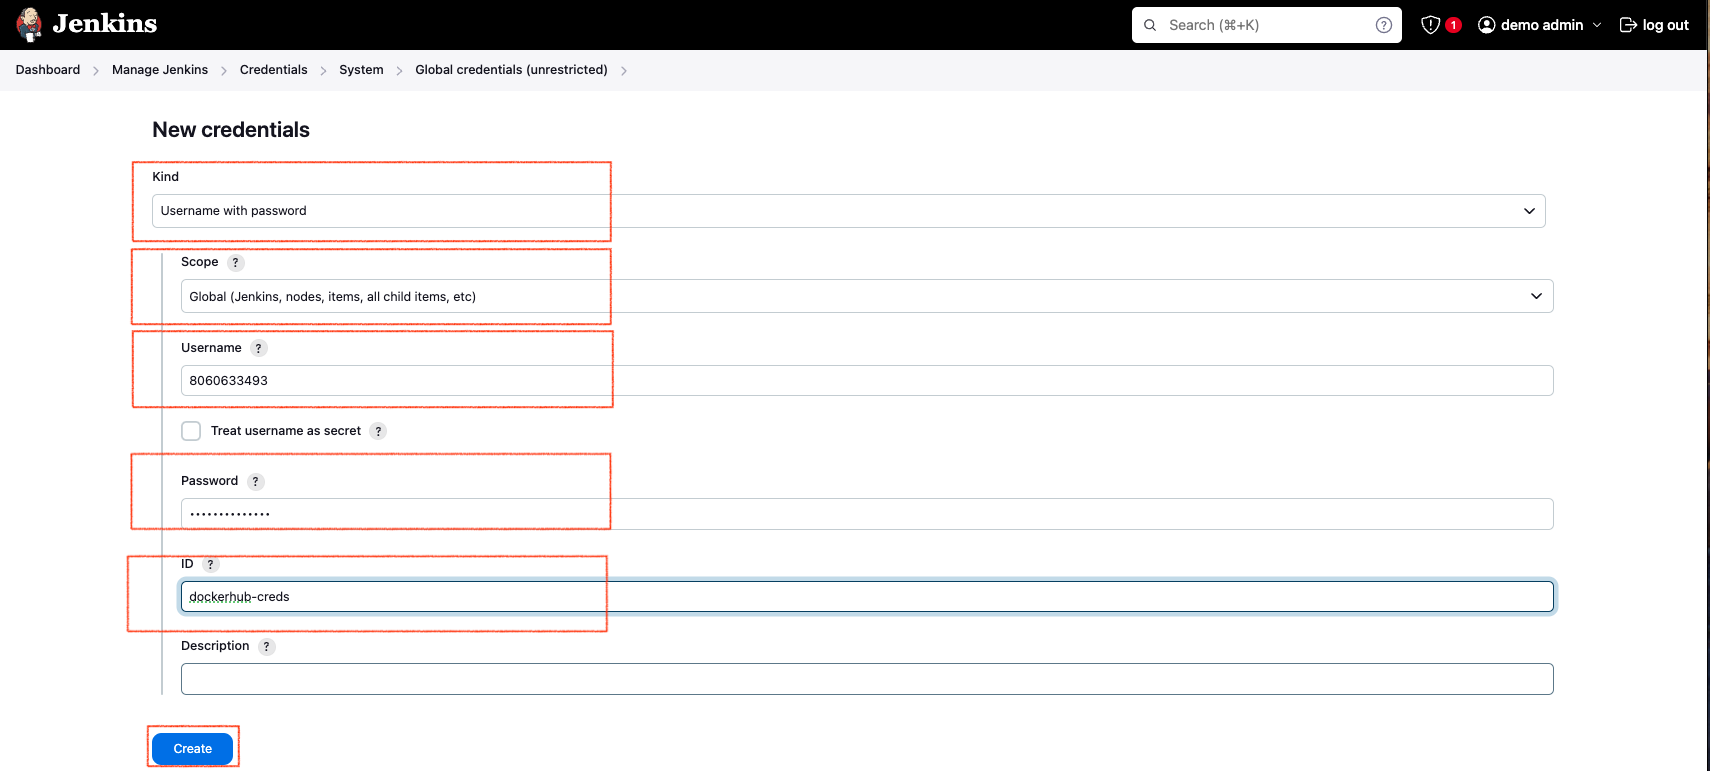 Jenkins
Search (⌘+K)
?
1
demo admin
log out
Dashboard
Manage Jenkins
Credentials
System
Global credentials (unrestricted)
New credentials
Kind
Username with password
Scope ?
Global (Jenkins, nodes, items, all child items, etc)
Username ?
8060633493
Treat username as secret ?
Password ?
••••••••••••••
ID ?
dockerhub-creds
Description ?
Create